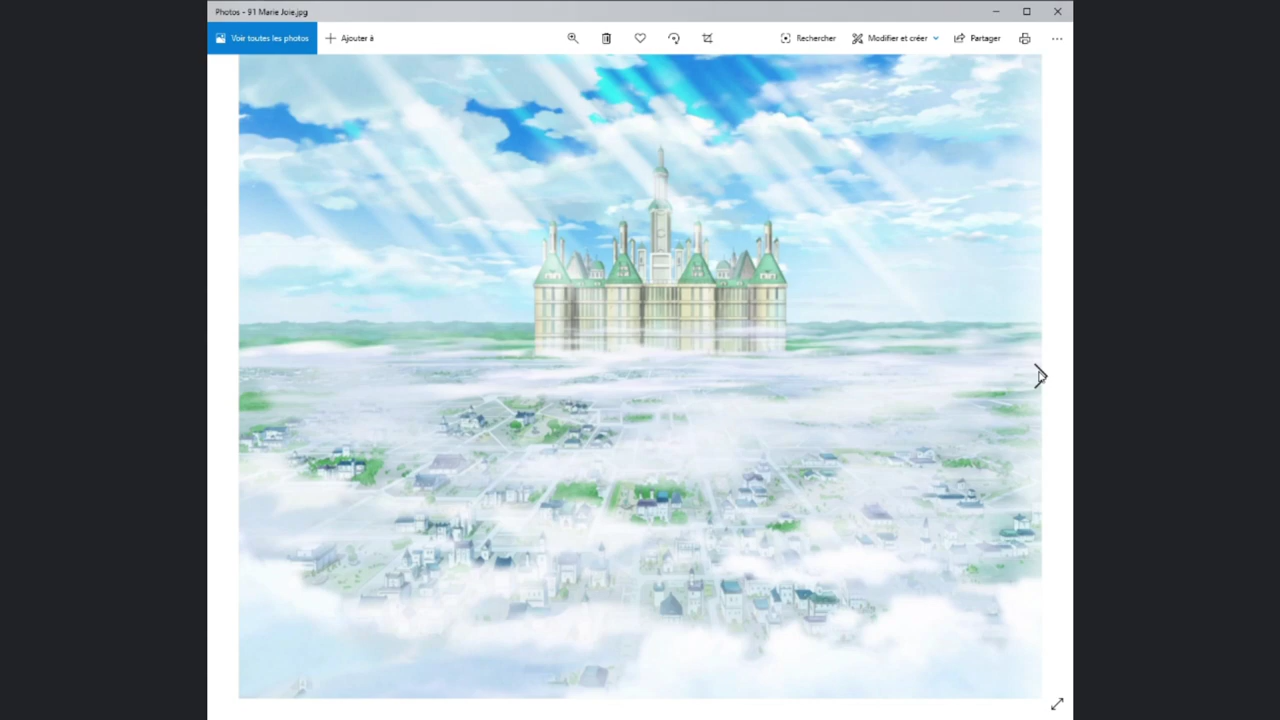 Photos - 91 Marie Joie.jpg
Voir toutes les photos
Ajouter à
Rechercher
Modifier et créer
Partager